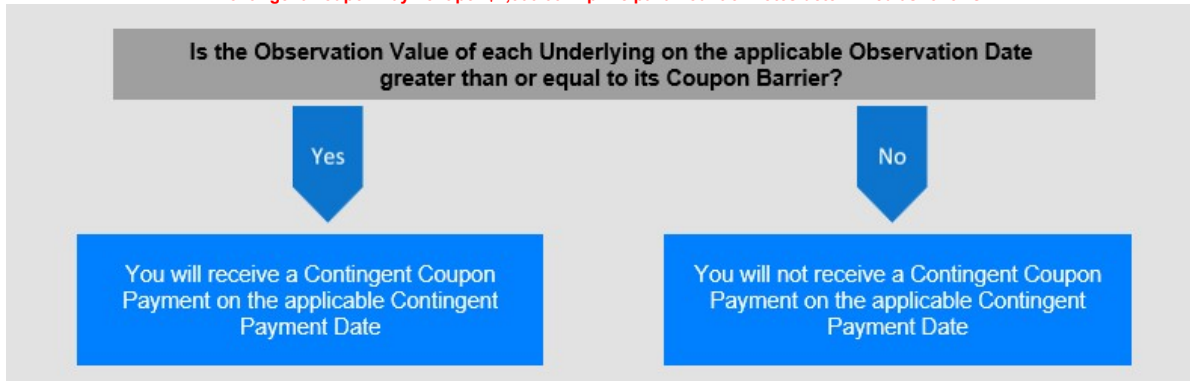 Is the Observation Value of each Underlying on the applicable Observation Date
greater than or equal to its Coupon Barrier?
Yes
No
You will receive a Contingent Coupon
Payment on the applicable Contingent
Payment Date
You will not receive a Contingent Coupon
Payment on the applicable Contingent
Payment Date